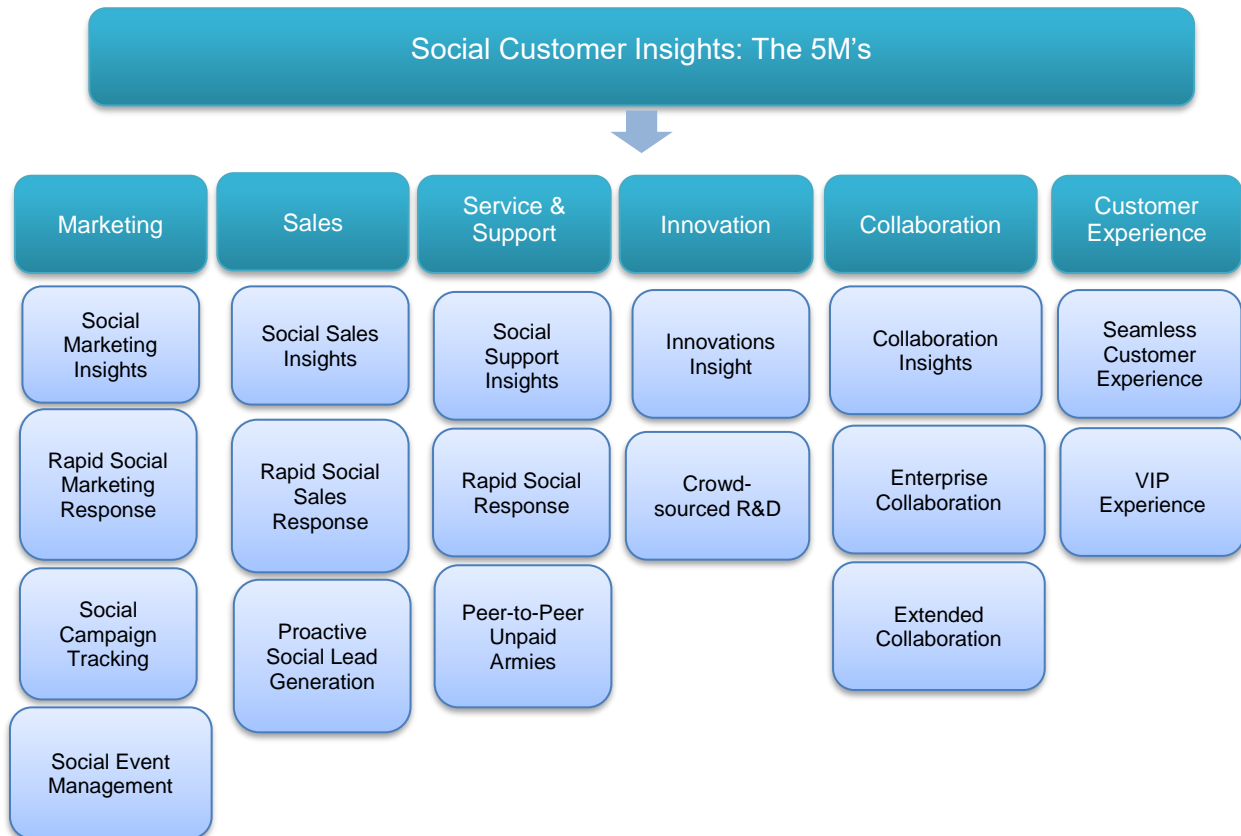 Social Customer Insights: The 5M’s
Marketing
Sales
Service &
Support
Innovation
Collaboration
Customer
Experience
Social
Marketing
Insights
Rapid Social
Marketing
Response
Social
Campaign
Tracking
Social Event
Management
Social Sales
Insights
Rapid Social
Sales
Response
Proactive
Social Lead
Generation
Social
Support
Insights
Rapid Social
Response
Peer-to-Peer
Unpaid
Armies
Innovations
Insight
Crowd-
sourced R&D
Collaboration
Insights
Enterprise
Collaboration
Extended
Collaboration
Seamless
Customer
Experience
VIP
Experience